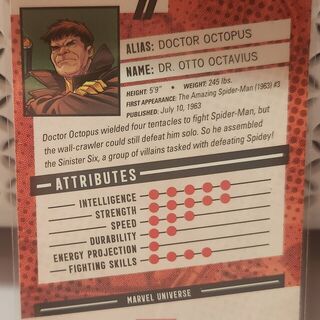 ALIAS: DOCTOR OCTOPUS
NAME: DR. OTTO OCTAVIUS
HEIGHT: 5'9" • WEIGHT: 245 lbs.
FIRST APPEARANCE: The Amazing Spider-Man (1963) #3
PUBLISHED: July 10, 1963
Doctor Octopus wielded four tentacles to fight Spider-Man, but
the wall-crawler could still defeat him solo. So he assembled
the Sinister Six, a group of villains tasked with defeating Spidey!
ATTRIBUTES
INTELLIGENCE
STRENGTH
SPEED
DURABILITY
ENERGY PROJECTION
FIGHTING SKILLS
MARVEL UNIVERSE